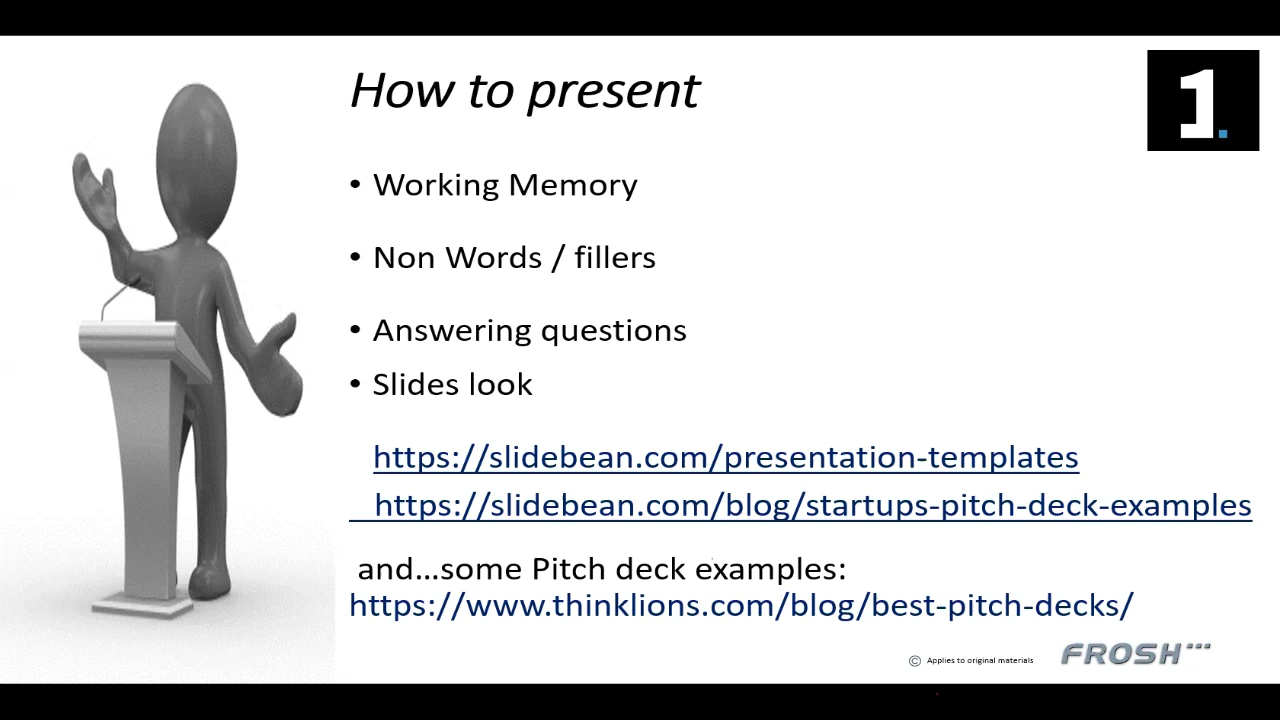 How to present
1.
• Working Memory
• Non Words / fillers
• Answering questions
• Slides look
https://slidebean.com/presentation-templates
https://slidebean.com/blog/startups-pitch-deck-examples
and...some Pitch deck examples:
https://www.thinklions.com/blog/best-pitch-decks/
© Applies to original materials
FROSH